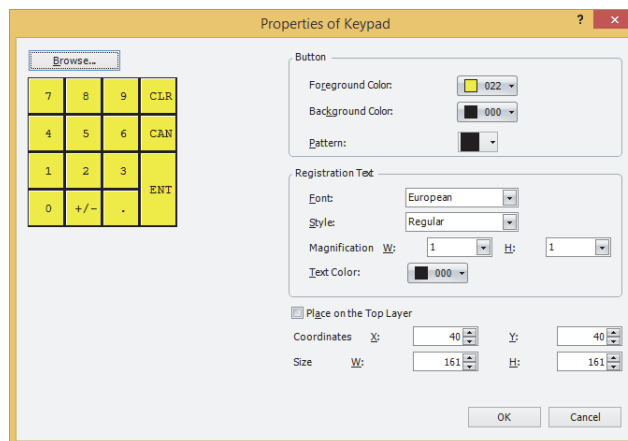 Properties of Keypad
? ×
Browse...
7 8 9 CLR
4 5 6 CAN
1 2 3
ENT
0 +/- .
Button
Foreground Color: 022
Background Color: 000
Pattern:
Registration Text
Font: European
Style: Regular
Magnification W: 1 H: 1
Text Color: 000
Place on the Top Layer
Coordinates X: 40 Y: 40
Size W: 161 H: 161
OK Cancel